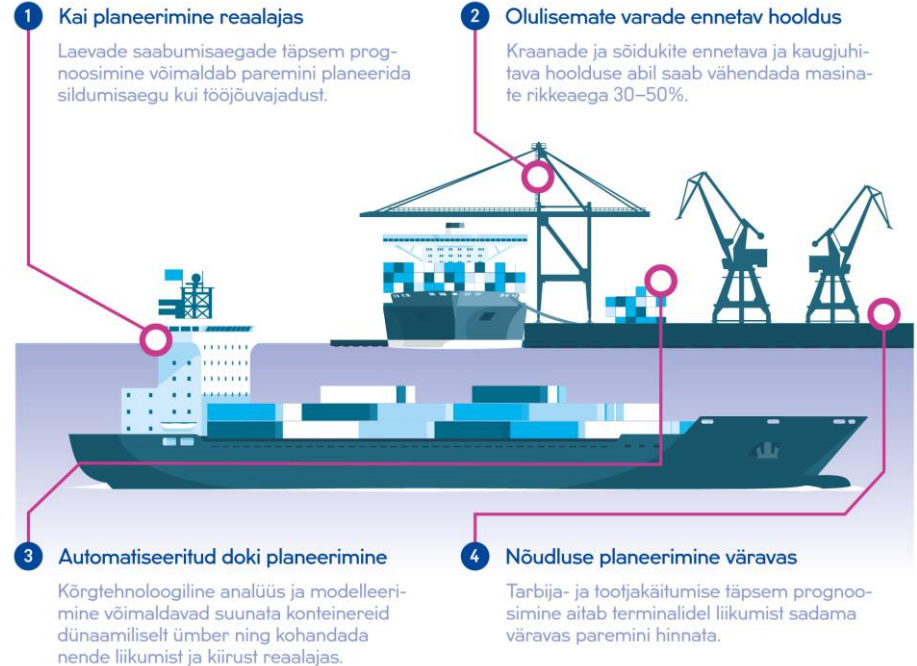 1 Kai planeerimine reaalajas
Laevade saabumisaegade täpsem prog-
noosimine võimaldab paremini planeerida
sildumisaegu kui tööjõuvajadust.
2 Olulisemate varade ennetav hooldus
Kraanade ja sõidukite ennetava ja kaugjuhi-
tava hoolduse abil saab vähendada masina-
te rikkeaega 30–50%.
3 Automatiseeritud doki planeerimine
Kõrgtehnoloogiline analüüs ja modelleeri-
mine võimaldavad suunata konteinereid
dünaamiliselt ümber ning kohandada
nende liikumist ja kiirust reaalajas.
4 Nõudluse planeerimine väravas
Tarbija- ja tootjakäitumise täpsem prognoo-
simine aitab terminalidel liikumist sadama
väravas paremini hinnata.